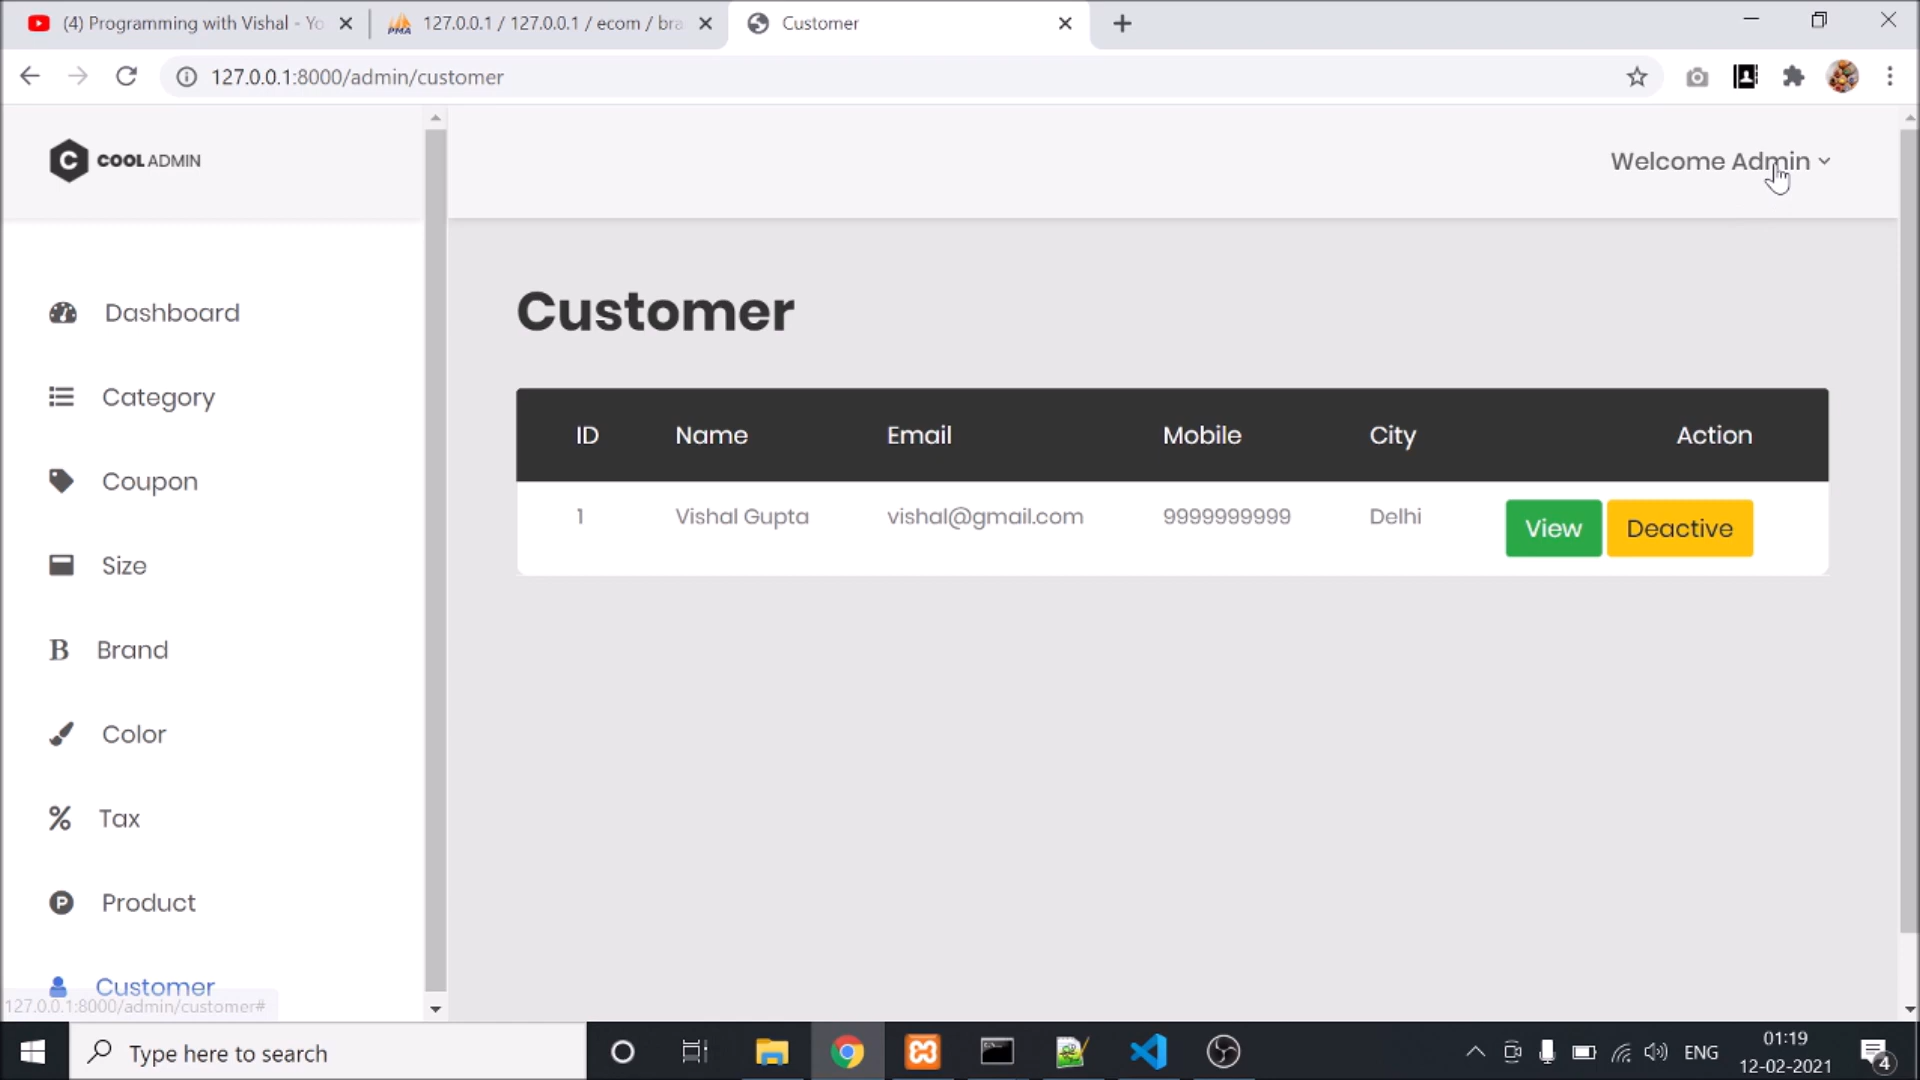 (4) Programming with Vishal - Yo
127.0.0.1 / 127.0.0.1 / ecom / bra
Customer
127.0.0.1:8000/admin/customer
COOL ADMIN
Welcome Admin
Dashboard
Category
Coupon
Size
Brand
Color
Tax
Product
Customer
127.0.0.1:8000/admin/customer#
Customer
ID Name Email Mobile City Action
1 Vishal Gupta vishal@gmail.com 9999999999 Delhi View Deactive
Type here to search
ENG
01:19
12-02-2021
4